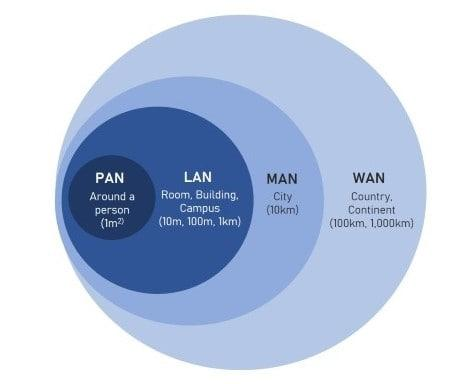 PAN
Around a
person
(1m²)
LAN
Room, Building,
Campus
(10m, 100m, 1km)
MAN
City
(10km)
WAN
Country,
Continent
(100km, 1,000km)